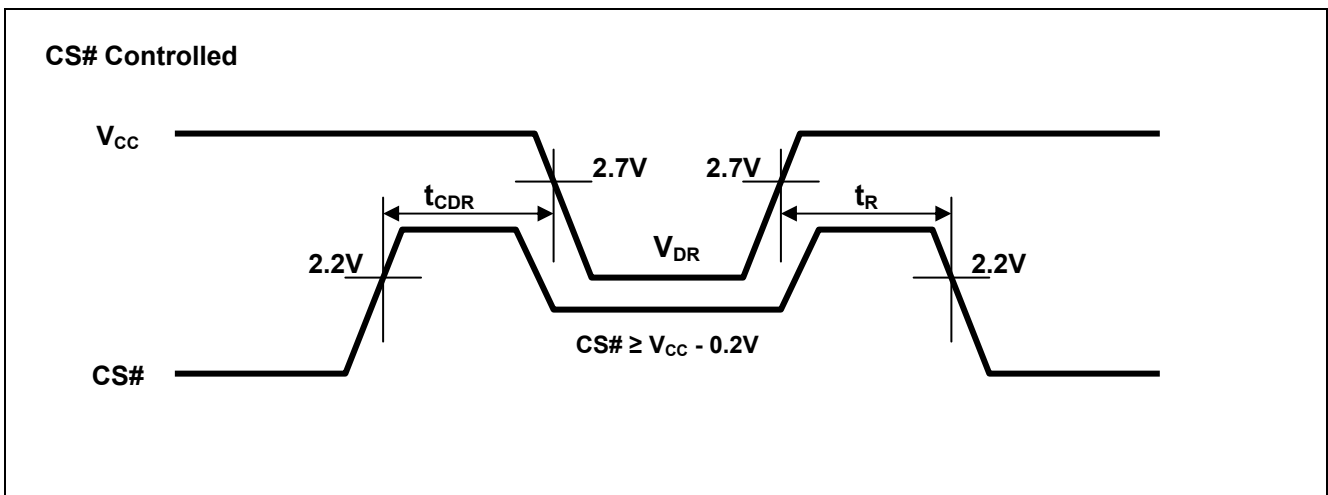 CS# Controlled
VCC
2.7V 2.7V
tCDR tR
VDR
2.2V 2.2V
CS# ≥ VCC - 0.2V
CS#